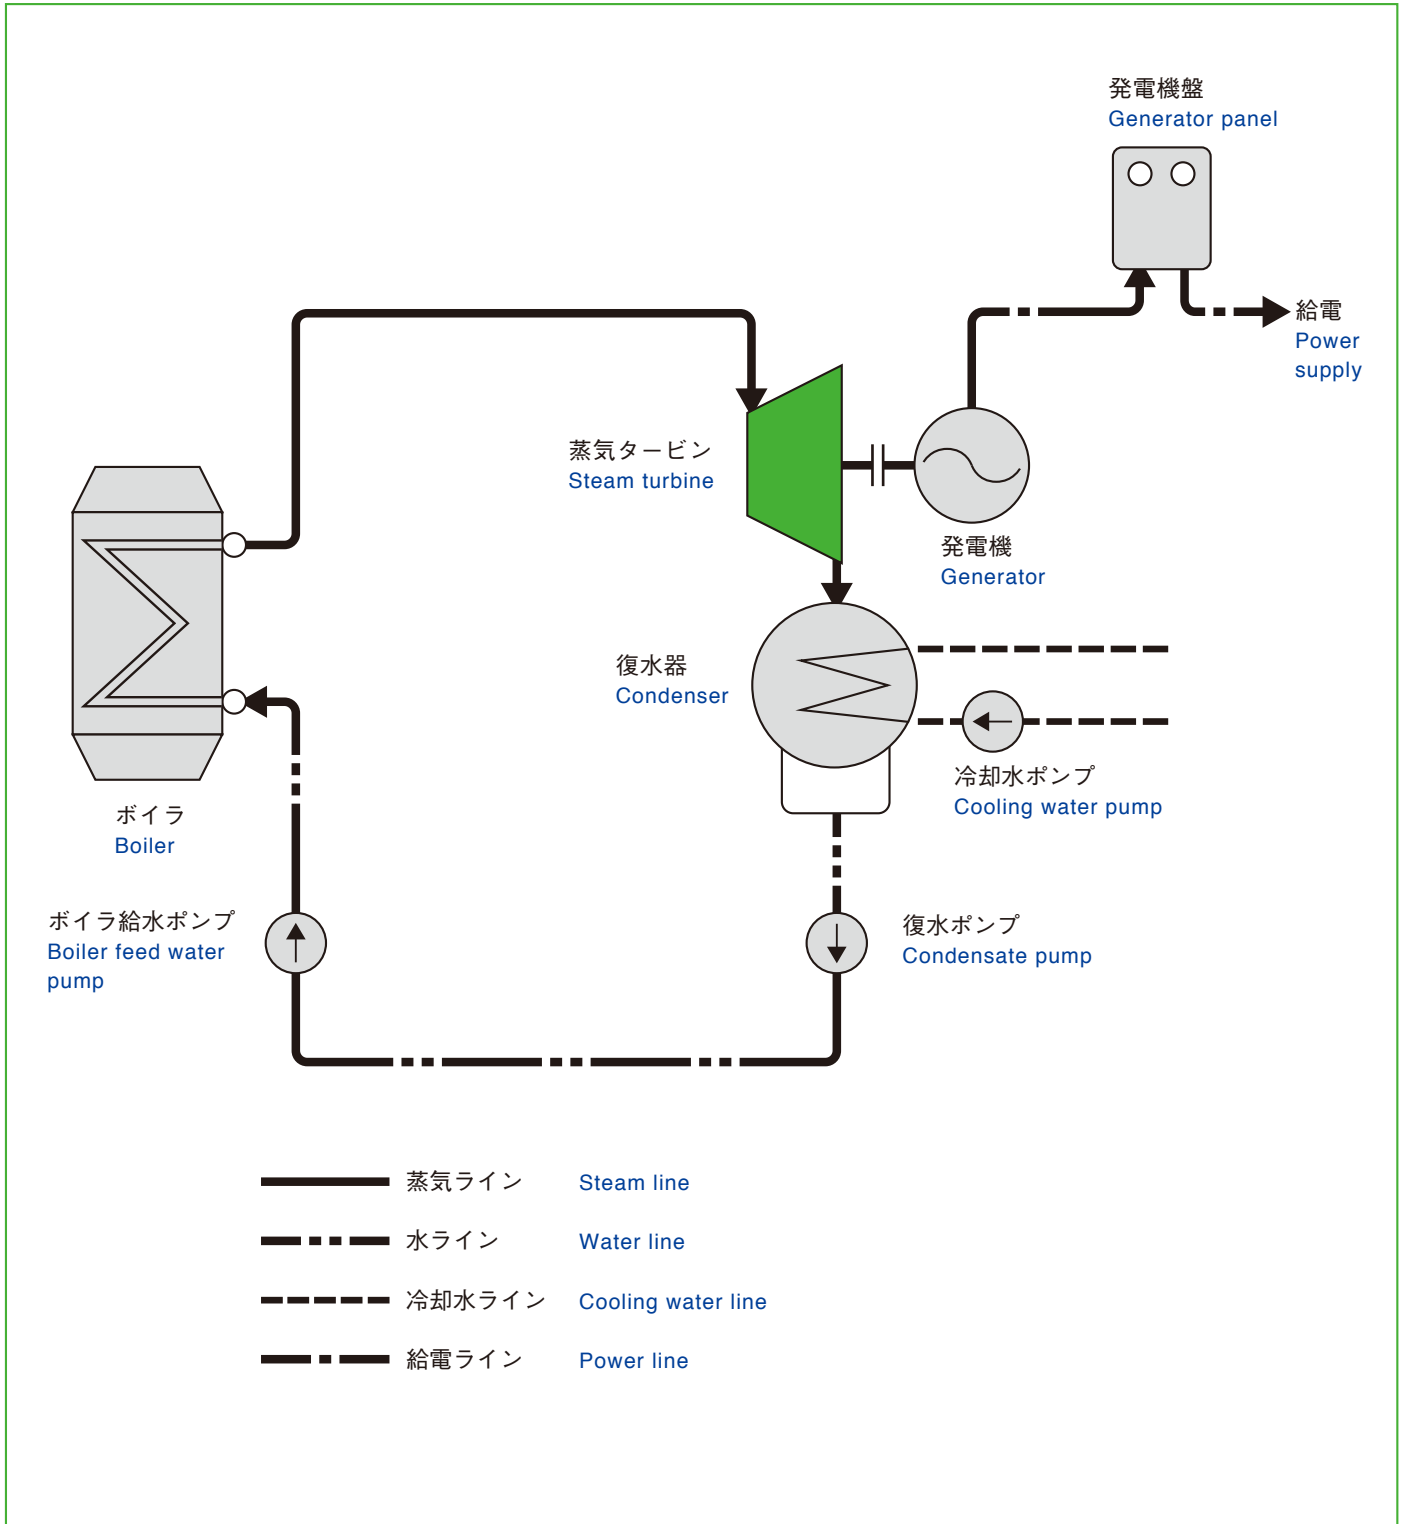 発電機盤
Generator panel
給電
Power
supply
蒸気タービン
Steam turbine
発電機
Generator
復水器
Condenser
冷却水ポンプ
Cooling water pump
ボイラ
Boiler
ボイラ給水ポンプ
Boiler feed water
pump
復水ポンプ
Condensate pump
蒸気ライン Steam line
水ライン Water line
冷却水ライン Cooling water line
給電ライン Power line